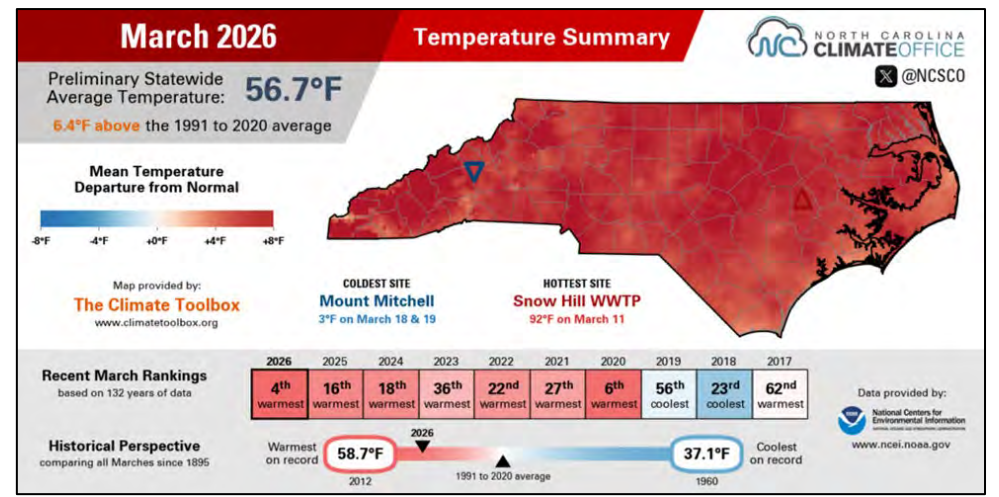 March 2026
Temperature Summary
NORTH CAROLINA
CLIMATEOFFICE
NC
X @NCSCO
Preliminary Statewide
Average Temperature: 56.7°F
6.4°F above the 1991 to 2020 average
Mean Temperature
Departure from Normal
-8°F -4°F +0°F +4°F +8°F
Map provided by:
The Climate Toolbox
www.climatetoolbox.org
COLDEST SITE
Mount Mitchell
3°F on March 18 & 19
HOTTEST SITE
Snow Hill WWTP
92°F on March 11
Recent March Rankings
based on 132 years of data
2026 2025 2024 2023 2022 2021 2020 2019 2018 2017
4th 16th 18th 36th 22nd 27th 6th 56th 23rd 62nd
warmest warmest warmest warmest warmest warmest warmest coolest coolest warmest
Historical Perspective
comparing all Marches since 1895
Warmest
on record
58.7°F
2012
2026
1991 to 2020 average
37.1°F
1960
Coolest
on record
Data provided by:
National Centers for
Environmental Information
www.ncei.noaa.gov